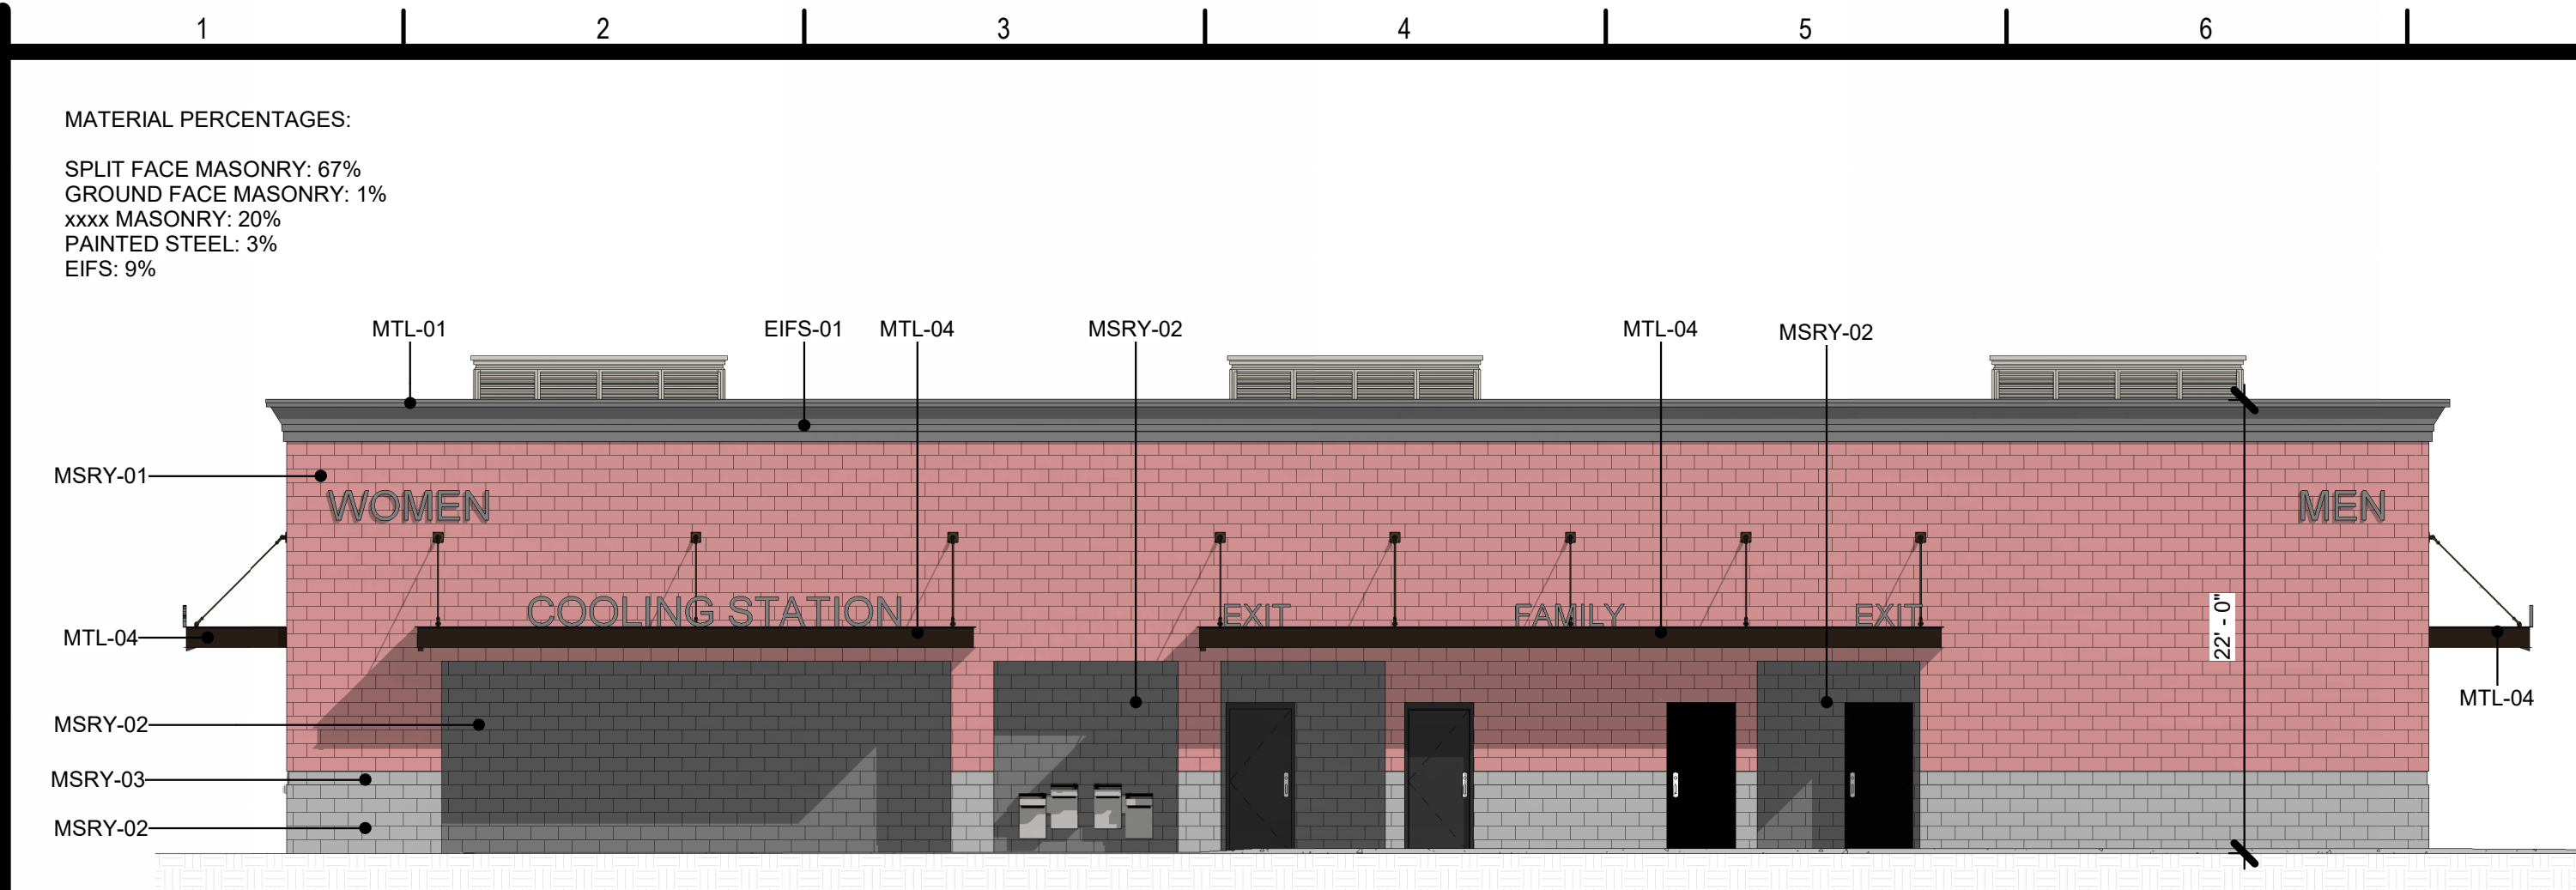 1 2 3 4 5 6
MATERIAL PERCENTAGES:
SPLIT FACE MASONRY: 67%
GROUND FACE MASONRY: 1%
xxxx MASONRY: 20%
PAINTED STEEL: 3%
EIFS: 9%
MTL-01 EIFS-01 MTL-04 MSRY-02 MTL-04 MSRY-02
MSRY-01
WOMEN MEN
COOLING STATION EXIT FAMILY EXIT
22' - 0"
MTL-04
MTL-04
MSRY-02
MSRY-03
MSRY-02